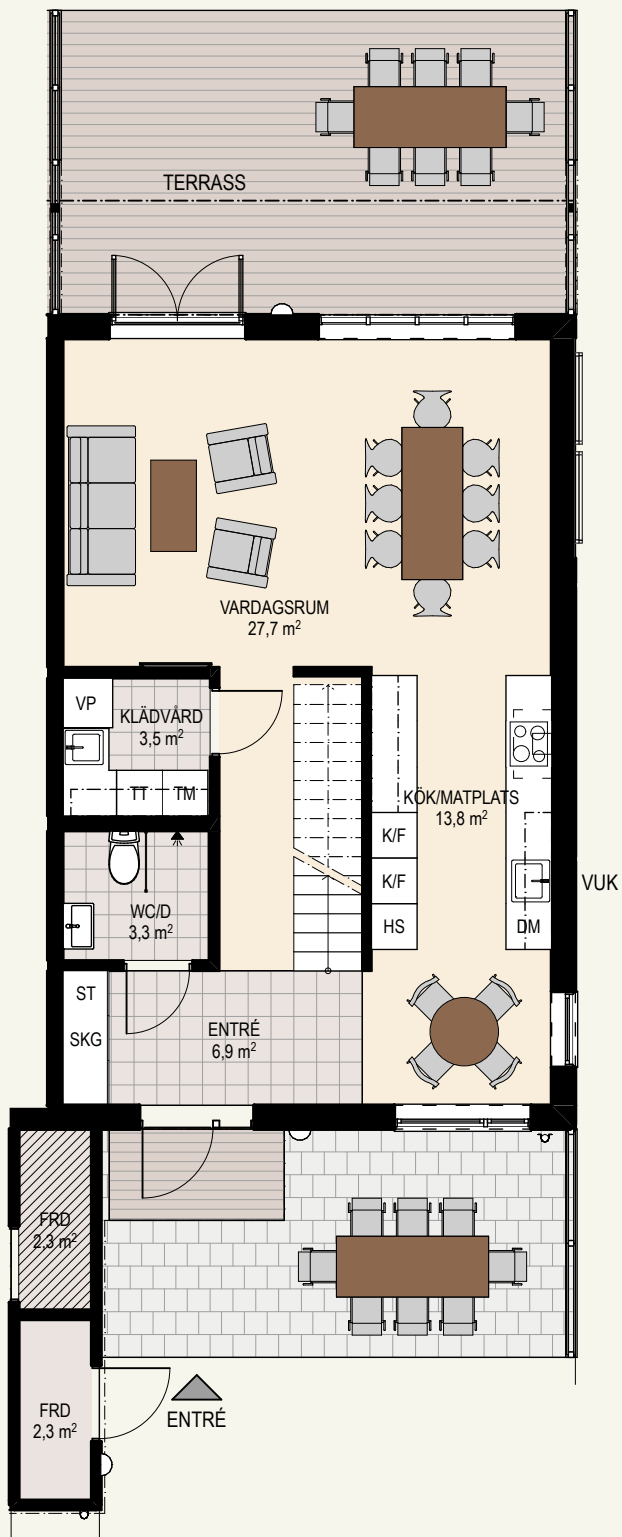 TERRASS
VARDAGSRUM
27,7 m²
VP
KLÄDVÅRD
3,5 m²
TT
TM
KÖK/MATPLATS
13,8 m²
K/F
K/F
HS
DM
VUK
WC/D
3,3 m²
ST
SKG
ENTRÉ
6,9 m²
FRD
2,3 m²
FRD
2,3 m²
ENTRÉ